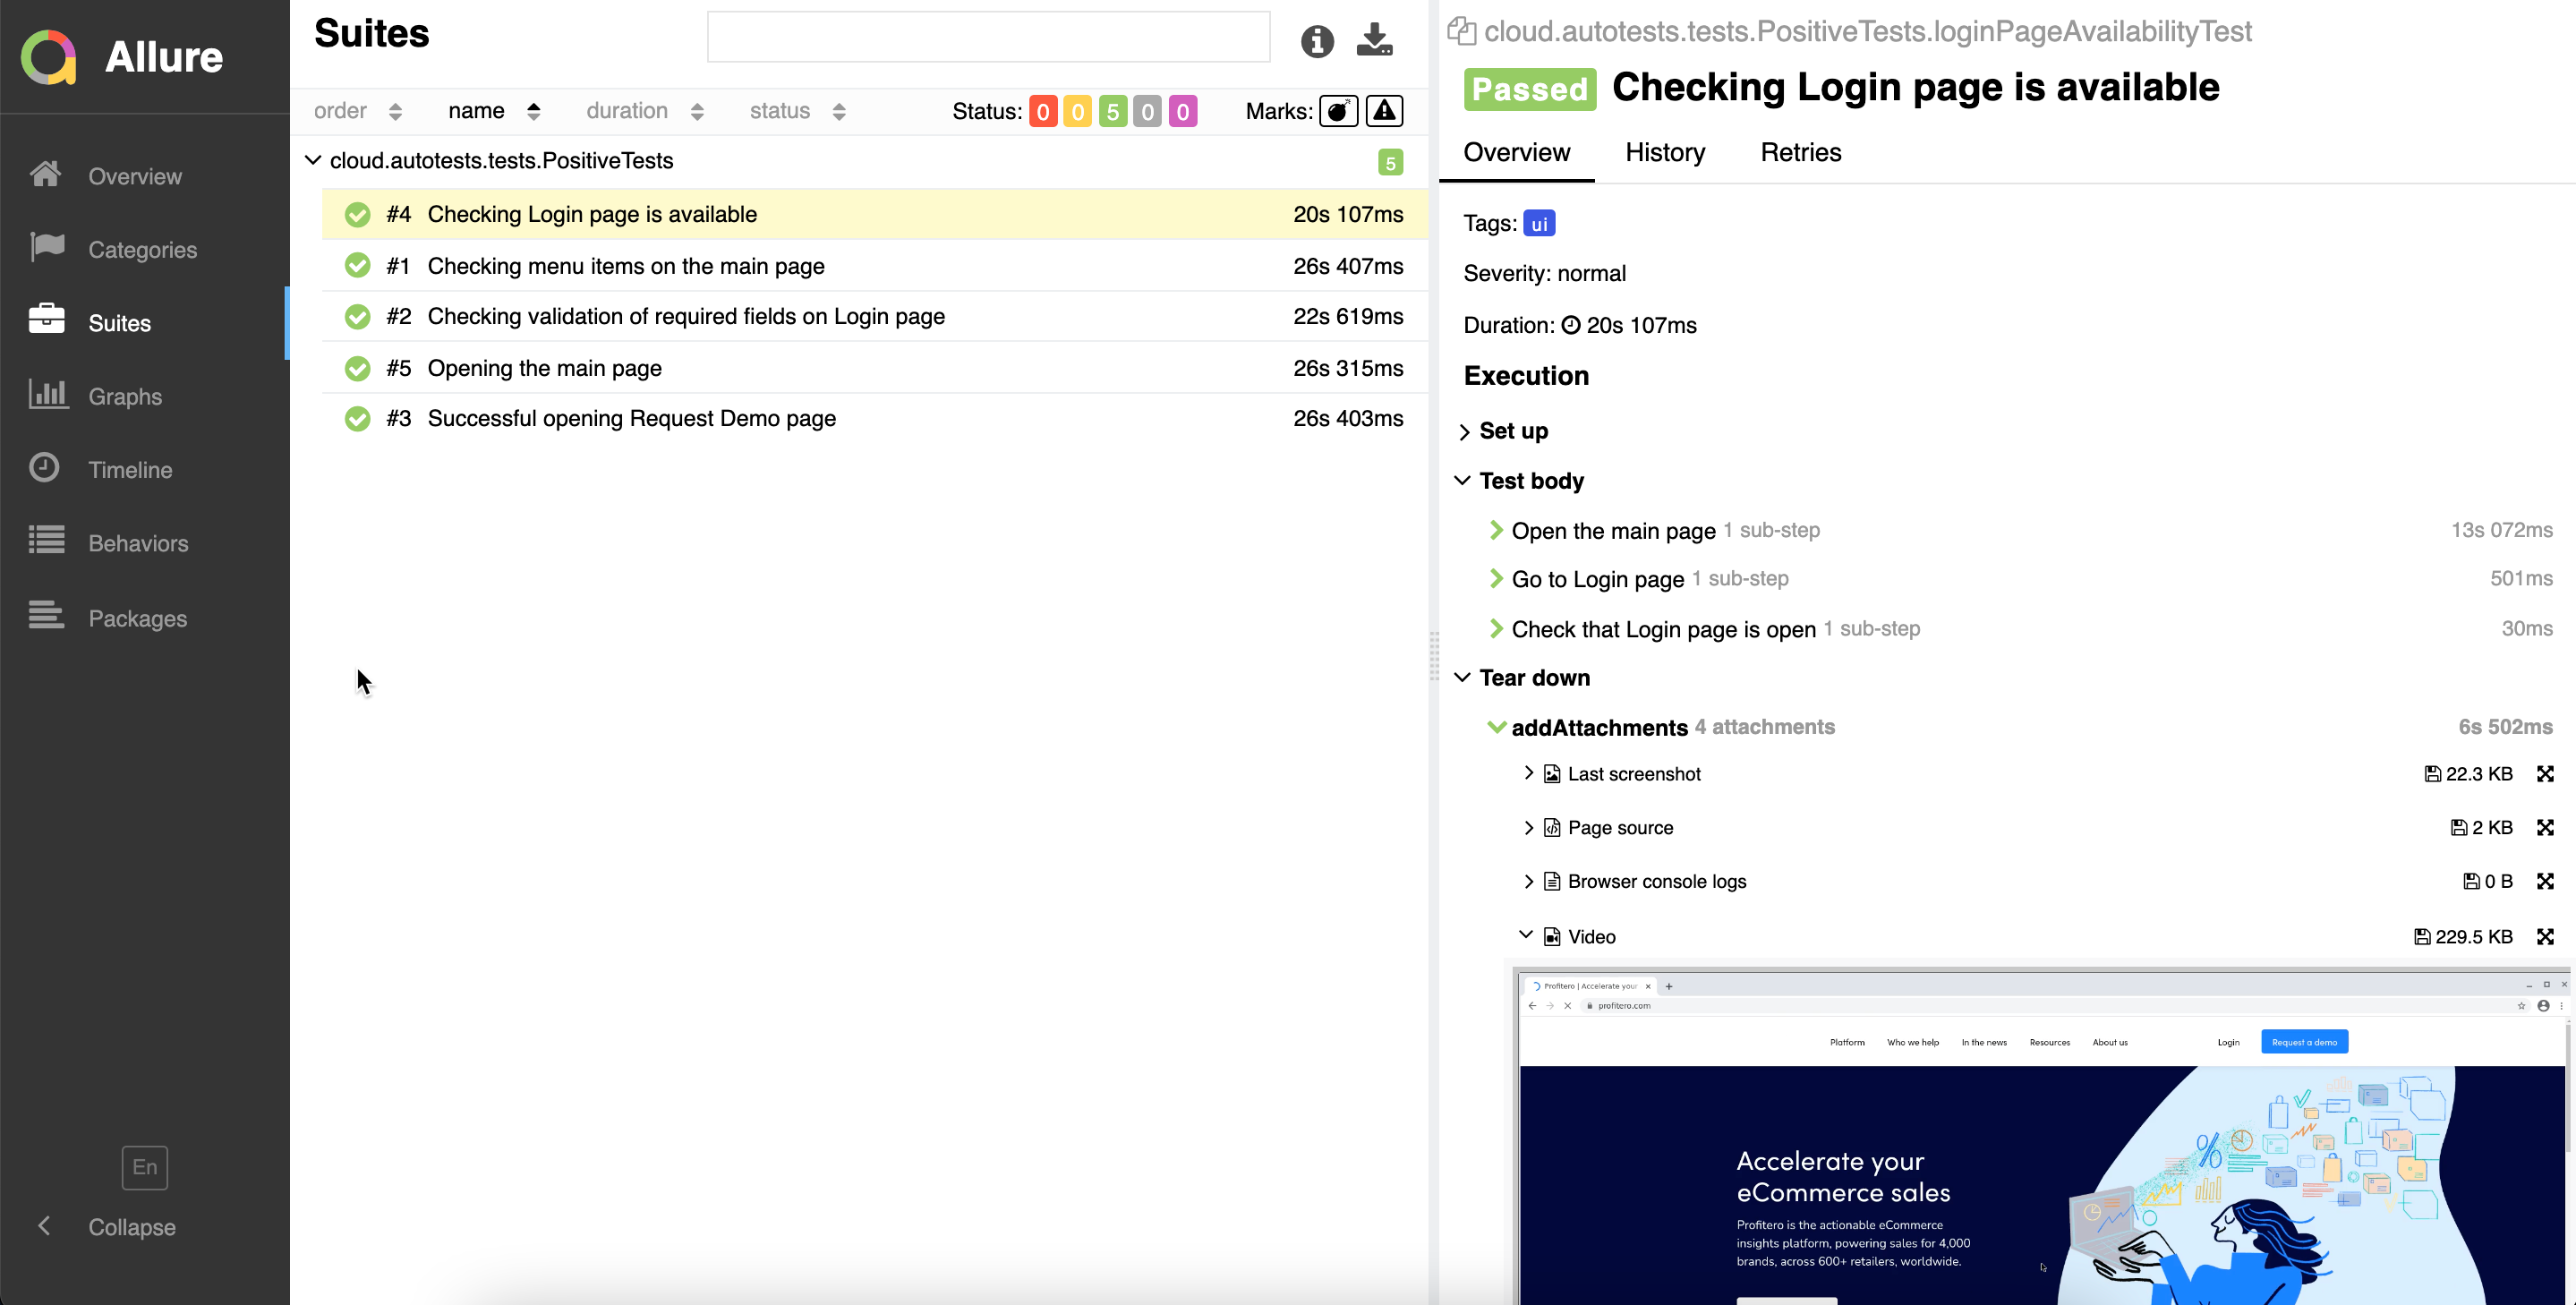 Allure
Overview
Categories
Suites
Graphs
Timeline
Behaviors
Packages
En
Collapse
Suites
order name duration status Status: 0 0 5 0 0 Marks:
cloud.autotests.tests.PositiveTests 5
#4 Checking Login page is available 20s 107ms
#1 Checking menu items on the main page 26s 407ms
#2 Checking validation of required fields on Login page 22s 619ms
#5 Opening the main page 26s 315ms
#3 Successful opening Request Demo page 26s 403ms
cloud.autotests.tests.PositiveTests.loginPageAvailabilityTest
Passed Checking Login page is available
Overview History Retries
Tags: ui
Severity: normal
Duration: 20s 107ms
Execution
Set up
Test body
Open the main page 1 sub-step 13s 072ms
Go to Login page 1 sub-step 501ms
Check that Login page is open 1 sub-step 30ms
Tear down
addAttachments 4 attachments 6s 502ms
Last screenshot 22.3 KB
Page source 2 KB
Browser console logs 0 B
Video 229.5 KB
Profitero | Accelerate your
profitero.com
Platform Who we help In the news Resources About us Login Request a demo
Accelerate your
eCommerce sales
Profitero is the actionable eCommerce
insights platform, powering sales for 4,000
brands, across 600+ retailers, worldwide.